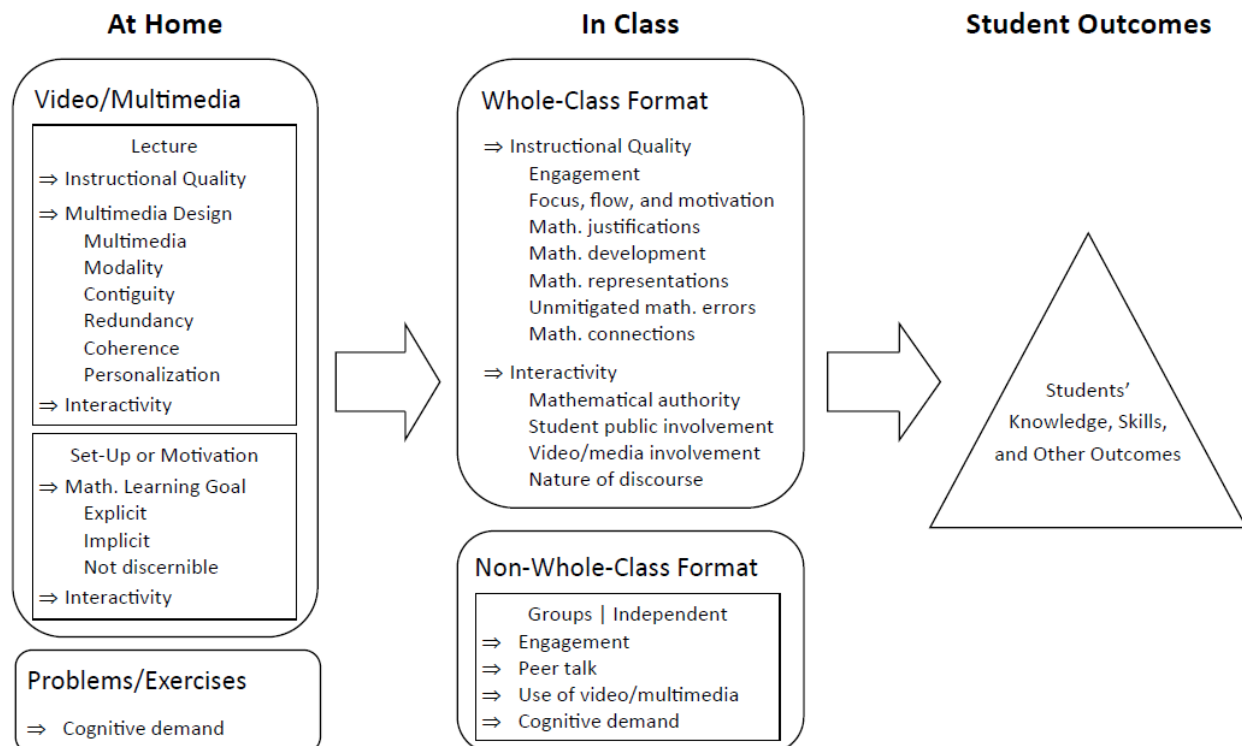 At Home
Video/Multimedia
Lecture
⇒ Instructional Quality
⇒ Multimedia Design
Multimedia
Modality
Contiguity
Redundancy
Coherence
Personalization
⇒ Interactivity
Set-Up or Motivation
⇒ Math. Learning Goal
Explicit
Implicit
Not discernible
⇒ Interactivity
Problems/Exercises
⇒ Cognitive demand
In Class
Whole-Class Format
⇒ Instructional Quality
Engagement
Focus, flow, and motivation
Math. justifications
Math. development
Math. representations
Unmitigated math. errors
Math. connections
⇒ Interactivity
Mathematical authority
Student public involvement
Video/media involvement
Nature of discourse
Non-Whole-Class Format
Groups | Independent
⇒ Engagement
⇒ Peer talk
⇒ Use of video/multimedia
⇒ Cognitive demand
Student Outcomes
Students’
Knowledge, Skills,
and Other Outcomes